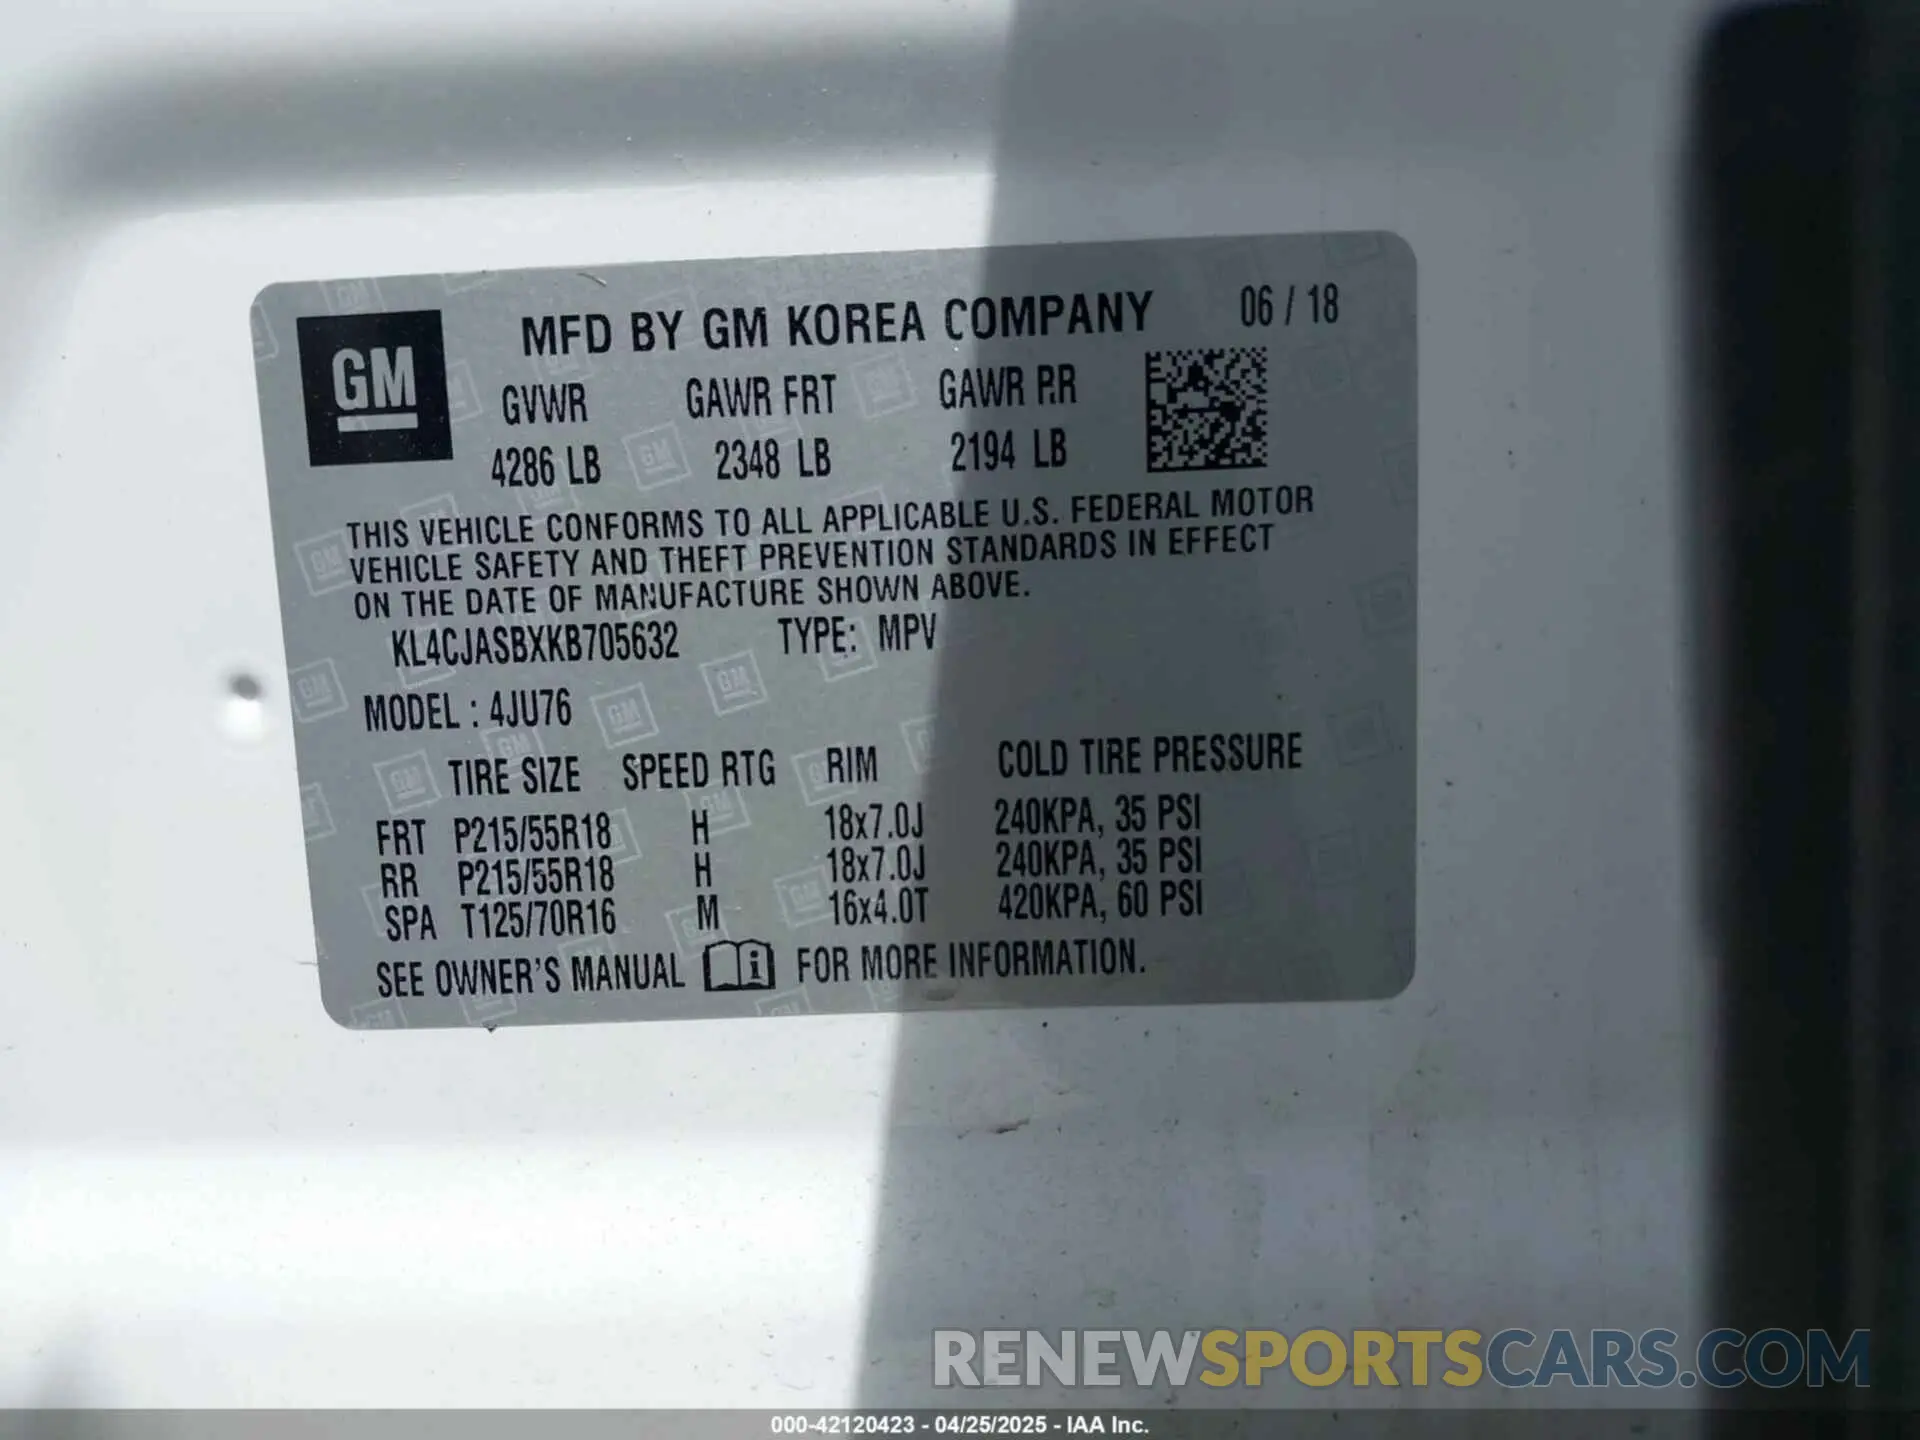 MFD BY GM KOREA COMPANY 06 / 18
GM
GVWR GAWR FRT GAWR RR
4286 LB 2348 LB 2194 LB
THIS VEHICLE CONFORMS TO ALL APPLICABLE U.S. FEDERAL MOTOR
VEHICLE SAFETY AND THEFT PREVENTION STANDARDS IN EFFECT
ON THE DATE OF MANUFACTURE SHOWN ABOVE.
KL4CJASBXKB705632 TYPE: MPV
MODEL : 4JU76
TIRE SIZE SPEED RTG RIM COLD TIRE PRESSURE
FRT P215/55R18 H 18x7.0J 240KPA, 35 PSI
RR P215/55R18 H 18x7.0J 240KPA, 35 PSI
SPA T125/70R16 M 16x4.0T 420KPA, 60 PSI
SEE OWNER'S MANUAL i FOR MORE INFORMATION.
RENEWSPORTSCARS.COM
000-42120423 - 04/25/2025 - IAA Inc.